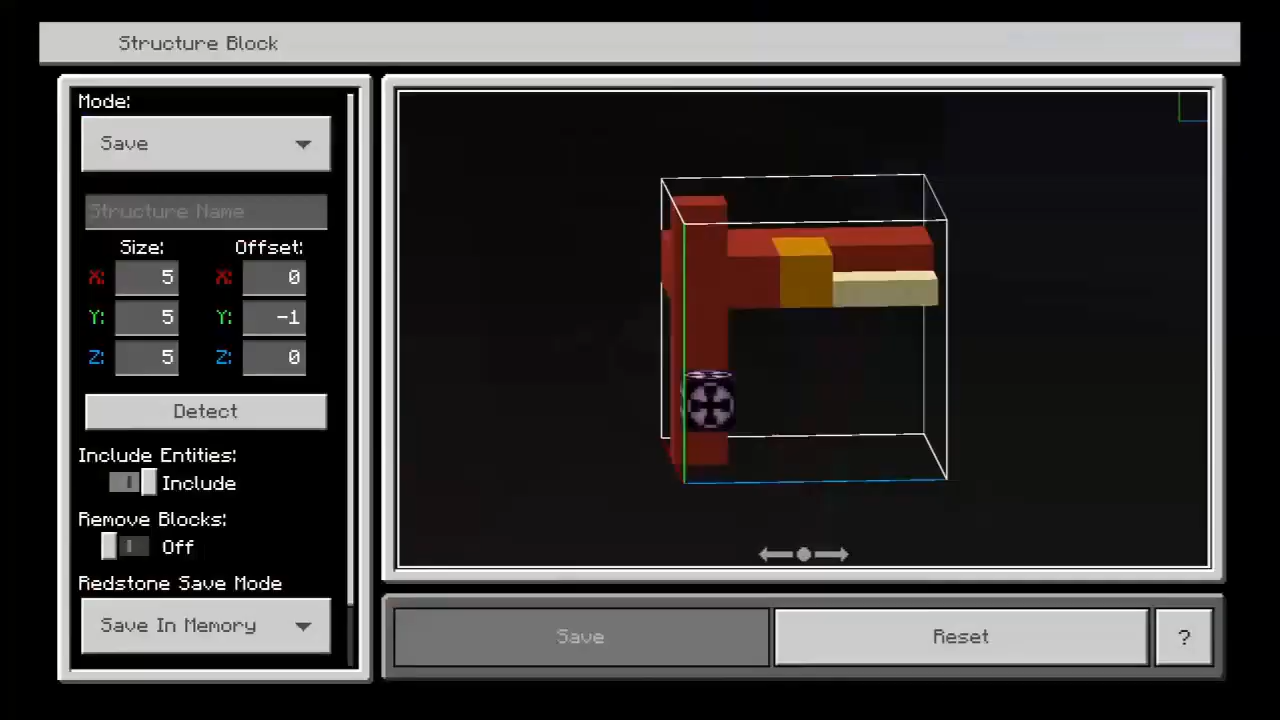 Structure Block
Mode:
Save
Structure Name
Size: Offset:
X: 5 X: 0
Y: 5 Y: -1
Z: 5 Z: 0
Detect
Include Entities:
Include
Remove Blocks:
Off
Redstone Save Mode
Save In Memory
Save Reset ?